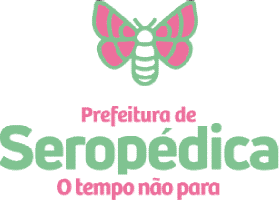 Prefeitura de
Seropédica
O tempo não para